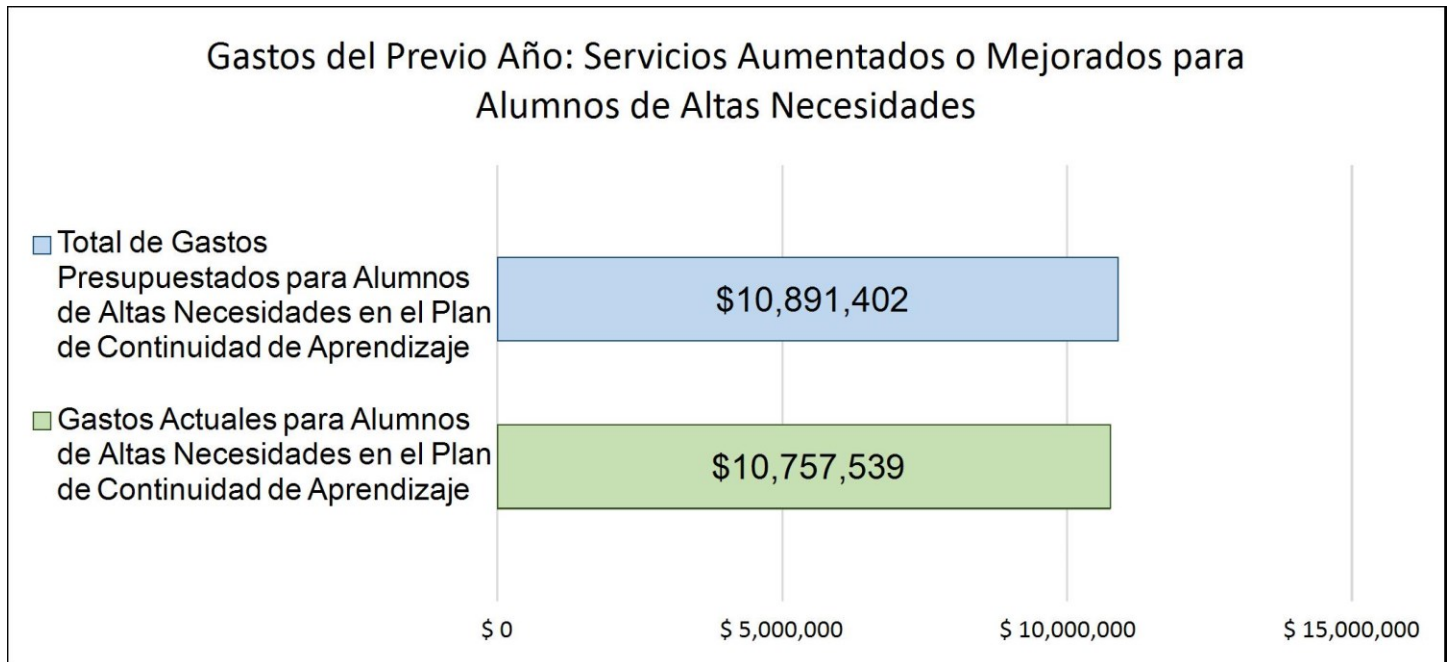 Gastos del Previo Año: Servicios Aumentados o Mejorados para
Alumnos de Altas Necesidades
Total de Gastos
Presupuestados para Alumnos
de Altas Necesidades en el Plan
de Continuidad de Aprendizaje
$10,891,402
Gastos Actuales para Alumnos
de Altas Necesidades en el Plan
de Continuidad de Aprendizaje
$10,757,539
$ 0 $ 5,000,000 $ 10,000,000 $ 15,000,000